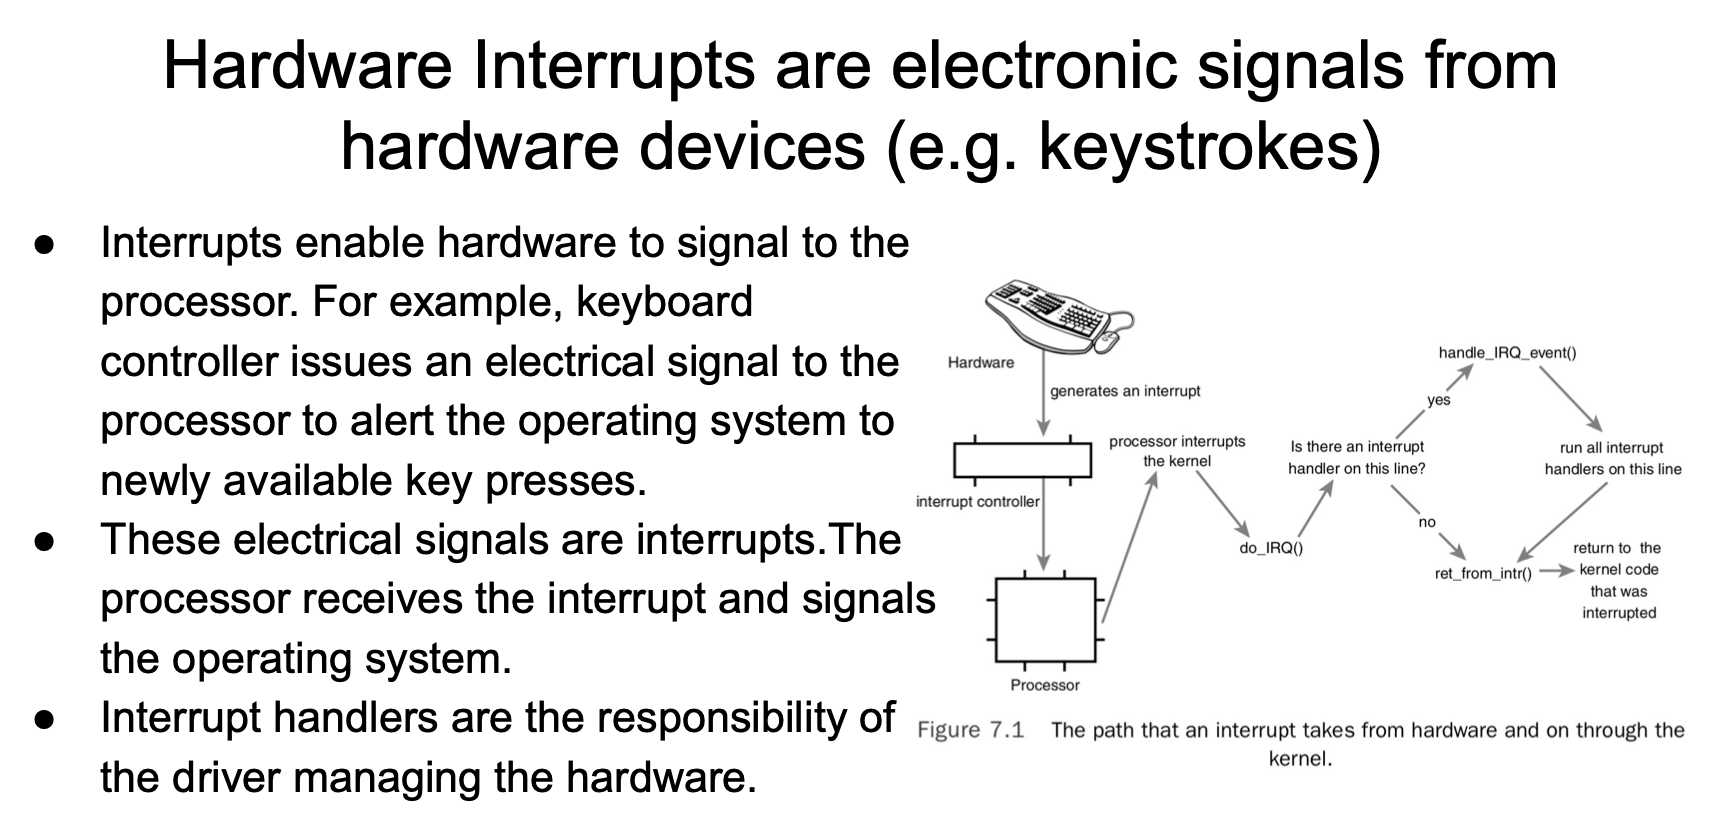 Hardware Interrupts are electronic signals from
hardware devices (e.g. keystrokes)
● Interrupts enable hardware to signal to the
processor. For example, keyboard
controller issues an electrical signal to the
processor to alert the operating system to
newly available key presses.
● These electrical signals are interrupts.The
processor receives the interrupt and signals
the operating system.
● Interrupt handlers are the responsibility of
the driver managing the hardware.
Hardware
generates an interrupt
interrupt controller
Processor
processor interrupts
the kernel
do_IRQ()
Is there an interrupt
handler on this line?
yes
handle_IRQ_event()
run all interrupt
handlers on this line
no
ret_from_intr()
return to the
kernel code
that was
interrupted
Figure 7.1 The path that an interrupt takes from hardware and on through the
kernel.